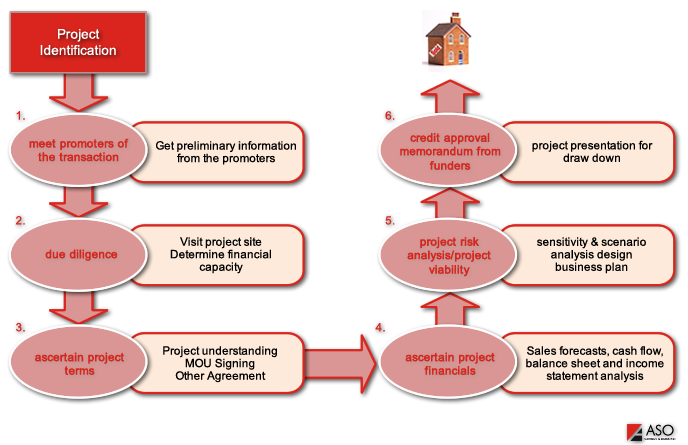 Project
Identification
1.
meet promoters of
the transaction
Get preliminary information
from the promoters
2.
due diligence
Visit project site
Determine financial
capacity
3.
ascertain project
terms
Project understanding
MOU Signing
Other Agreement
4.
ascertain project
financials
Sales forecasts, cash flow,
balance sheet and income
statement analysis
5.
project risk
analysis/project
viability
sensitivity & scenario
analysis design
business plan
6.
credit approval
memorandum from
funders
project presentation for
draw down
ASO